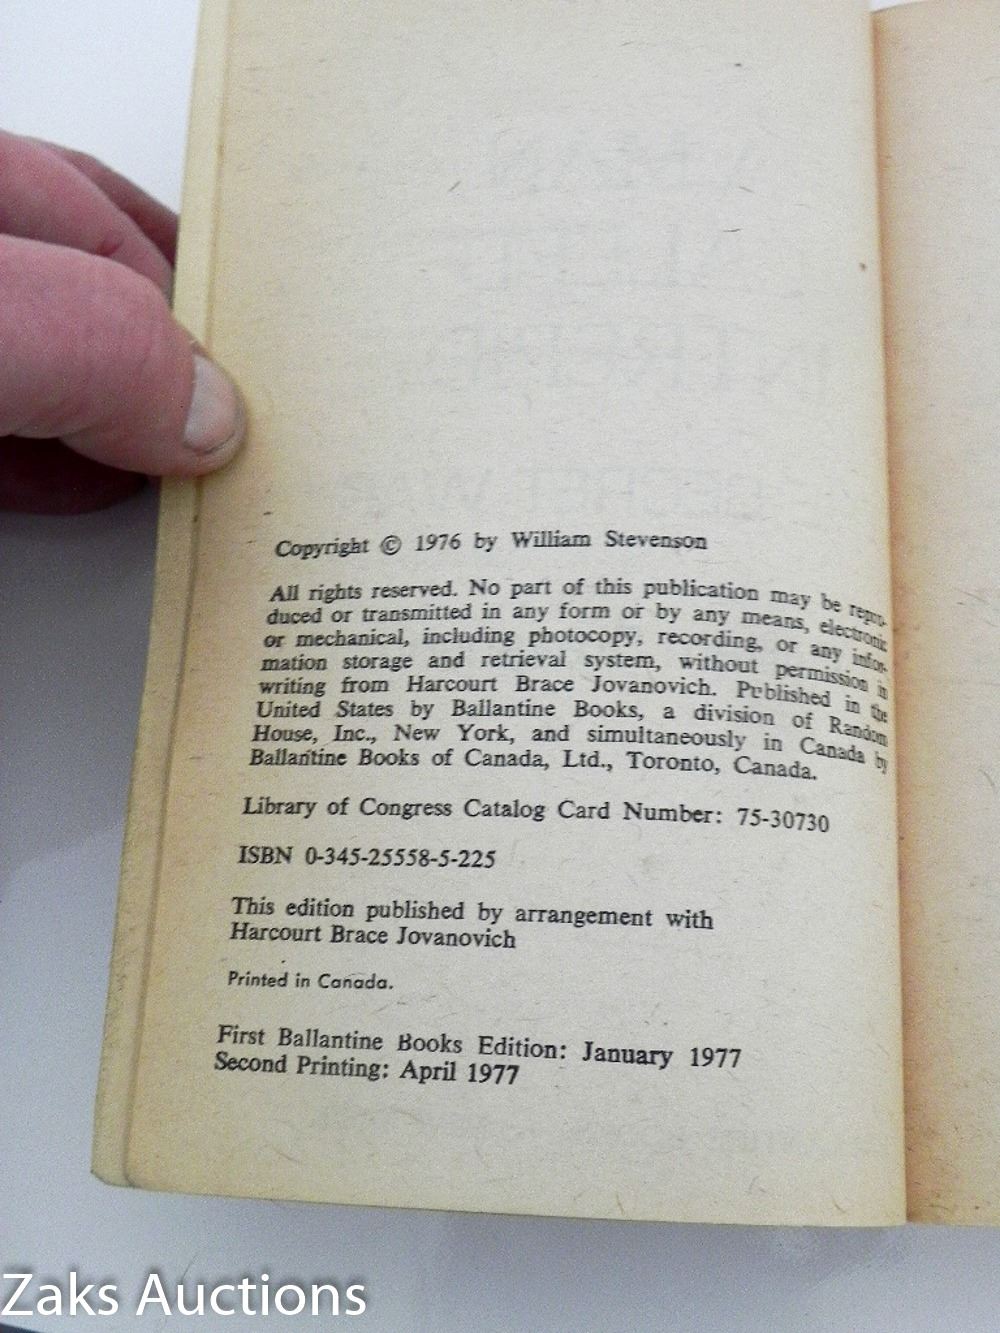 Copyright © 1976 by William Stevenson
All rights reserved. No part of this publication may be repro-
duced or transmitted in any form or by any means, electronic
or mechanical, including photocopy, recording, or any infor-
mation storage and retrieval system, without permission in
writing from Harcourt Brace Jovanovich. Published in the
United States by Ballantine Books, a division of Random
House, Inc., New York, and simultaneously in Canada by
Ballantine Books of Canada, Ltd., Toronto, Canada.
Library of Congress Catalog Card Number: 75-30730
ISBN 0-345-25558-5-225
This edition published by arrangement with
Harcourt Brace Jovanovich
Printed in Canada.
First Ballantine Books Edition: January 1977
Second Printing: April 1977
Zaks Auctions